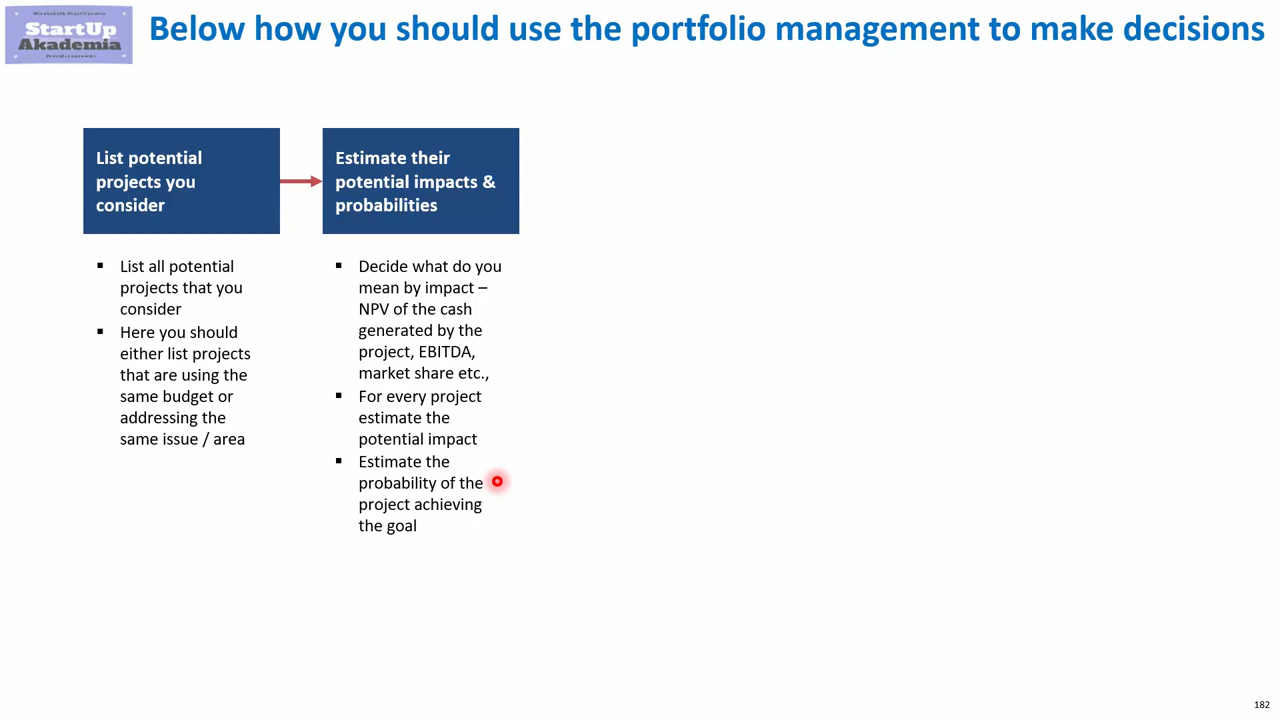 StartUp
Akademia
Below how you should use the portfolio management to make decisions
List potential
projects you
consider
Estimate their
potential impacts &
probabilities
▪ List all potential
projects that you
consider
▪ Here you should
either list projects
that are using the
same budget or
addressing the
same issue / area
▪ Decide what do you
mean by impact –
NPV of the cash
generated by the
project, EBITDA,
market share etc.,
▪ For every project
estimate the
potential impact
▪ Estimate the
probability of the
project achieving
the goal
182